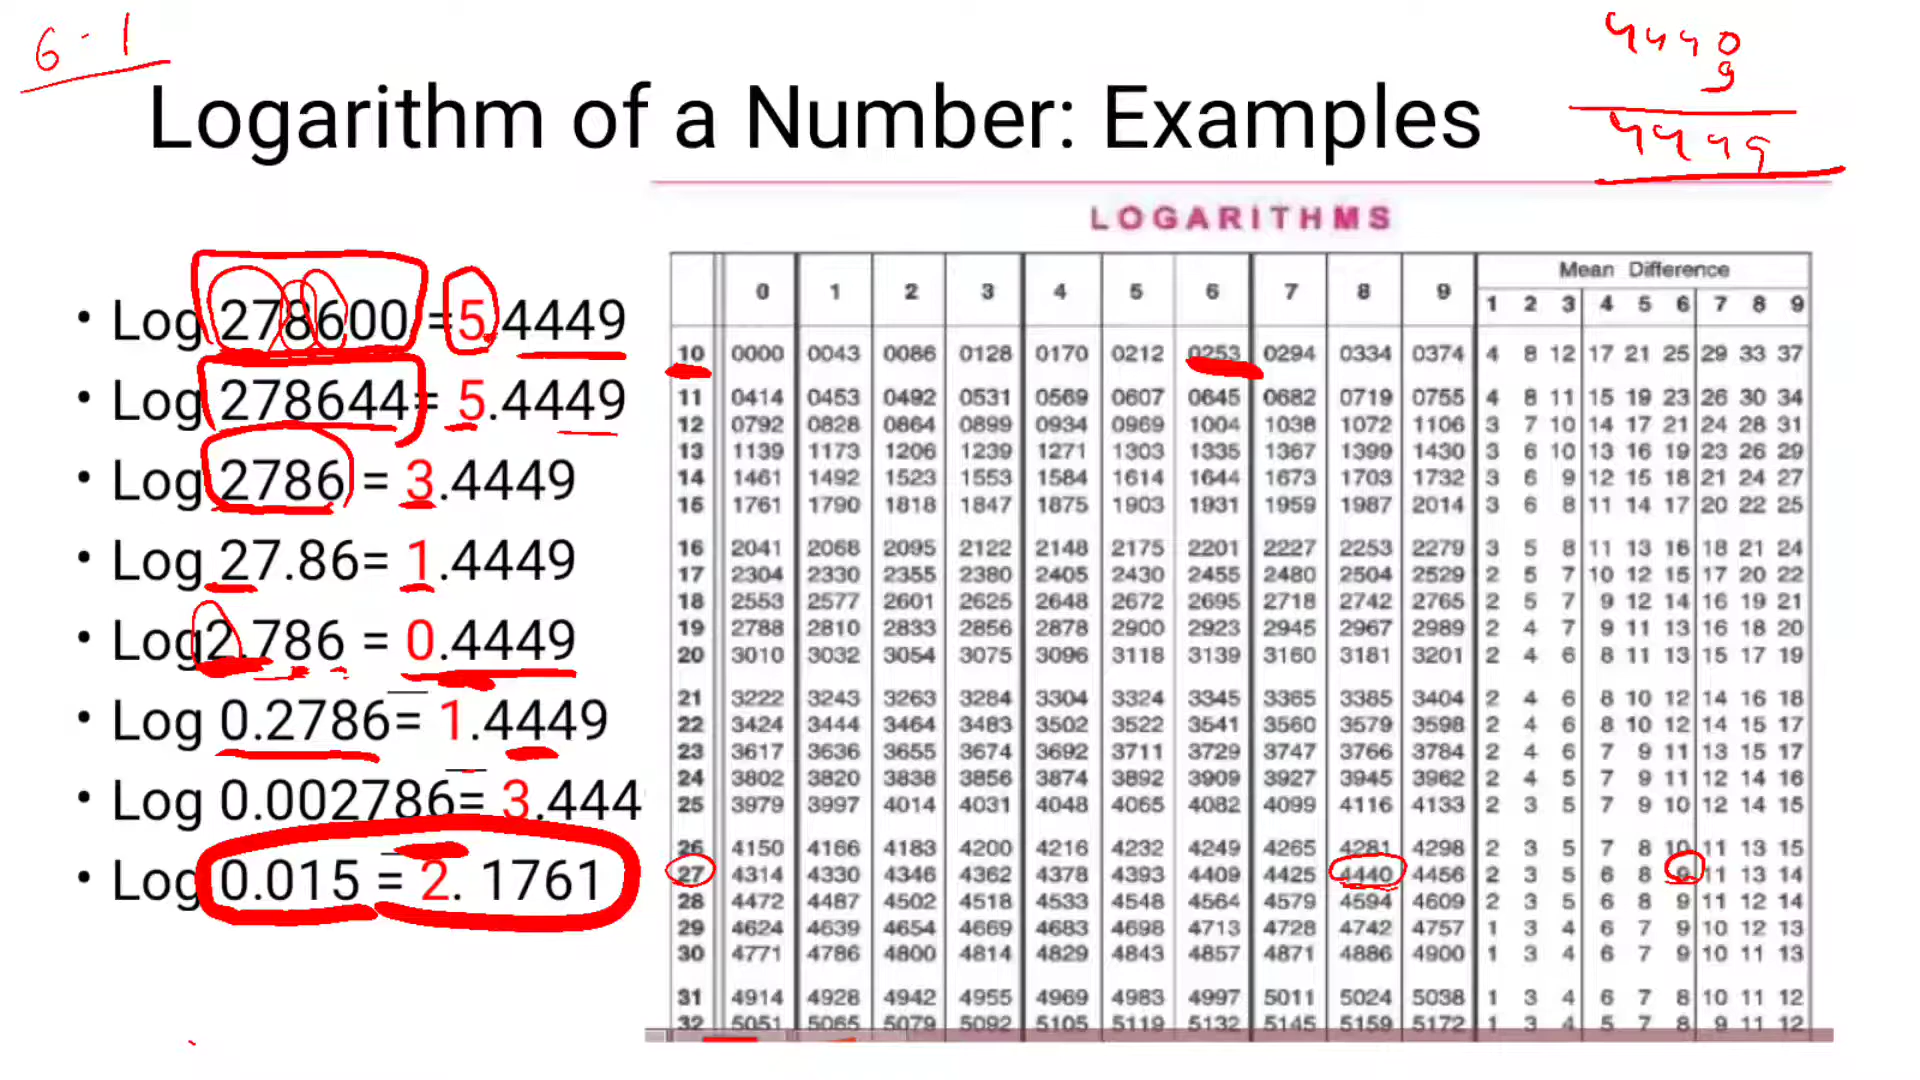 6 - 1
4440
9
4449
Logarithm of a Number: Examples
• Log 278600 = 5.4449
• Log 278644= 5.4449
• Log 2786 = 3.4449
• Log 27.86= 1.4449
• Log2.786 = 0.4449
• Log 0.2786= 1.4449
• Log 0.002786= 3.444
• Log 0.015 = 2. 1761
LOGARITHMS
Mean Difference
0 1 2 3 4 5 6 7 8 9 1 2 3 4 5 6 7 8 9
10 0000 0043 0086 0128 0170 0212 0253 0294 0334 0374 4 8 12 17 21 25 29 33 37
11 0414 0453 0492 0531 0569 0607 0645 0682 0719 0755 4 8 11 15 19 23 26 30 34
12 0792 0828 0864 0899 0934 0969 1004 1038 1072 1106 3 7 10 14 17 21 24 28 31
13 1139 1173 1206 1239 1271 1303 1335 1367 1399 1430 3 6 10 13 16 19 23 26 29
14 1461 1492 1523 1553 1584 1614 1644 1673 1703 1732 3 6 9 12 15 18 21 24 27
15 1761 1790 1818 1847 1875 1903 1931 1959 1987 2014 3 6 8 11 14 17 20 22 25
16 2041 2068 2095 2122 2148 2175 2201 2227 2253 2279 3 5 8 11 13 16 18 21 24
17 2304 2330 2355 2380 2405 2430 2455 2480 2504 2529 2 5 7 10 12 15 17 20 22
18 2553 2577 2601 2625 2648 2672 2695 2718 2742 2765 2 5 7 9 12 14 16 19 21
19 2788 2810 2833 2856 2878 2900 2923 2945 2967 2989 2 4 7 9 11 13 16 18 20
20 3010 3032 3054 3075 3096 3118 3139 3160 3181 3201 2 4 6 8 11 13 15 17 19
21 3222 3243 3263 3284 3304 3324 3345 3365 3385 3404 2 4 6 8 10 12 14 16 18
22 3424 3444 3464 3483 3502 3522 3541 3560 3579 3598 2 4 6 8 10 12 14 15 17
23 3617 3636 3655 3674 3692 3711 3729 3747 3766 3784 2 4 6 7 9 11 13 15 17
24 3802 3820 3838 3856 3874 3892 3909 3927 3945 3962 2 4 5 7 9 11 12 14 16
25 3979 3997 4014 4031 4048 4065 4082 4099 4116 4133 2 3 5 7 9 10 12 14 15
26 4150 4166 4183 4200 4216 4232 4249 4265 4281 4298 2 3 5 7 8 10 11 13 15
27 4314 4330 4346 4362 4378 4393 4409 4425 4440 4456 2 3 5 6 8 9 11 13 14
28 4472 4487 4502 4518 4533 4548 4564 4579 4594 4609 2 3 5 6 8 9 11 12 14
29 4624 4639 4654 4669 4683 4698 4713 4728 4742 4757 1 3 4 6 7 9 10 12 13
30 4771 4786 4800 4814 4829 4843 4857 4871 4886 4900 1 3 4 6 7 9 10 11 13
31 4914 4928 4942 4955 4969 4983 4997 5011 5024 5038 1 3 4 6 7 8 10 11 12
32 5051 5065 5079 5092 5105 5119 5132 5145 5159 5172 1 3 4 5 7 8 9 11 12